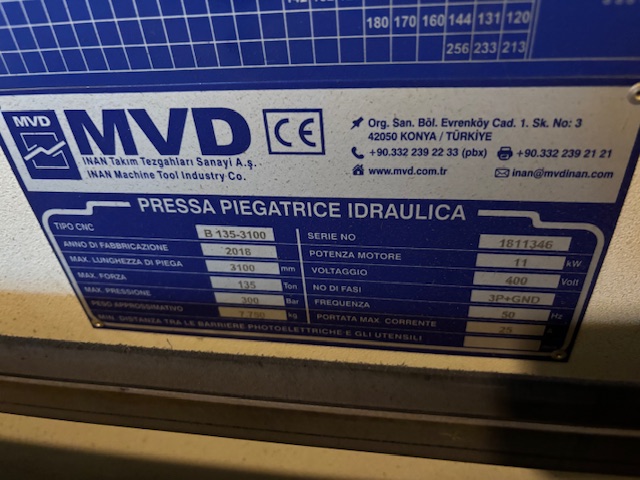 180 170 160 144 131 120
256 233 213
MVD
MVD
CE
INAN Takım Tezgahları Sanayi A.ş.
INAN Machine Tool Industry Co.
Org. San. Böl. Evrenköy Cad. 1. Sk. No: 3
42050 KONYA / TÜRKİYE
+90.332 239 22 33 (pbx) +90.332 239 21 21
www.mvd.com.tr inan@mvdinan.com
PRESSA PIEGATRICE IDRAULICA
TIPO CNC B 135-3100
ANNO DI FABBRICAZIONE 2018
MAX. LUNGHEZZA DI PIEGA 3100 mm
MAX. FORZA 135 Ton
MAX. PRESSIONE 300 Bar
PESO APPROSSIMATIVO 7.750 kg
SERIE NO 1811346
POTENZA MOTORE 11 kW
VOLTAGGIO 400 Volt
NO DI FASI 3P+GND
FREQUENZA 50 Hz
PORTATA MAX. CORRENTE 25
MIN. DISTANZA TRA LE BARRIERE PHOTOELETTRICHE E GLI UTENSILI